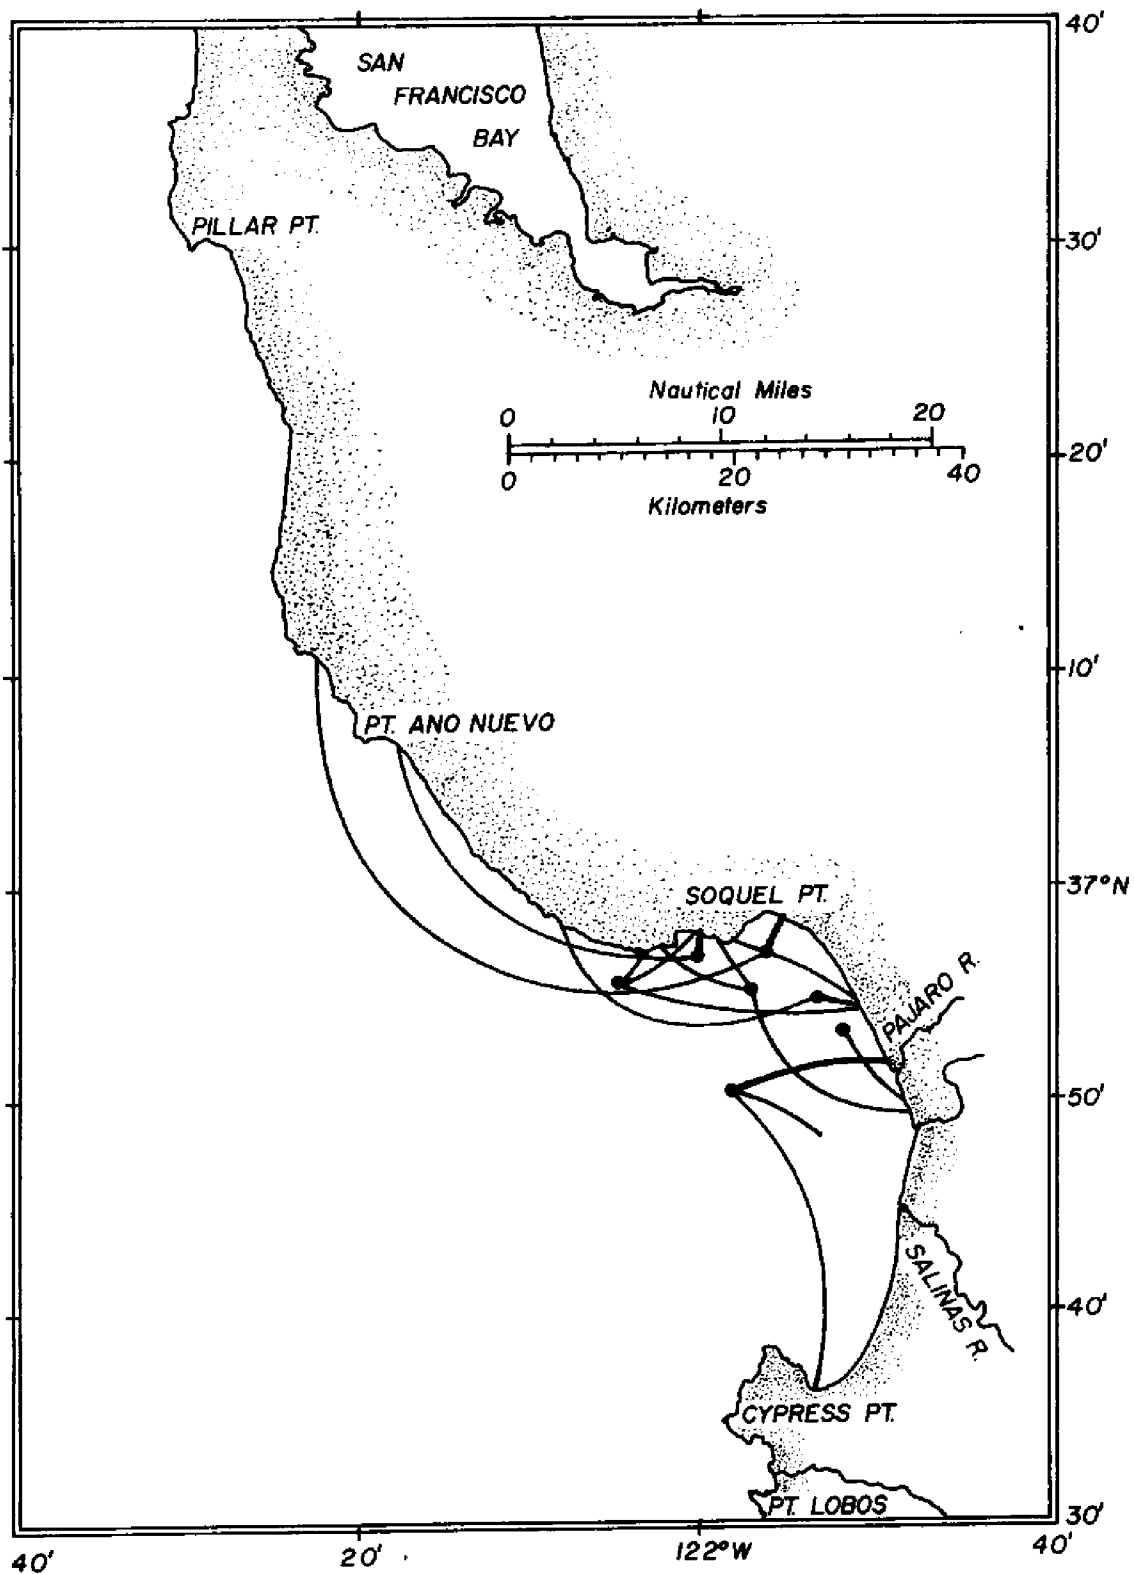 40'
SAN
FRANCISCO
BAY
PILLAR PT.
30'
Nautical Miles
0 10 20
20'
0 20 40
Kilometers
10'
PT. ANO NUEVO
37°N
SOQUEL PT.
PAJARO R.
50'
SALINAS R.
40'
CYPRESS PT.
PT. LOBOS
30'
40' 20' 122°W 40'